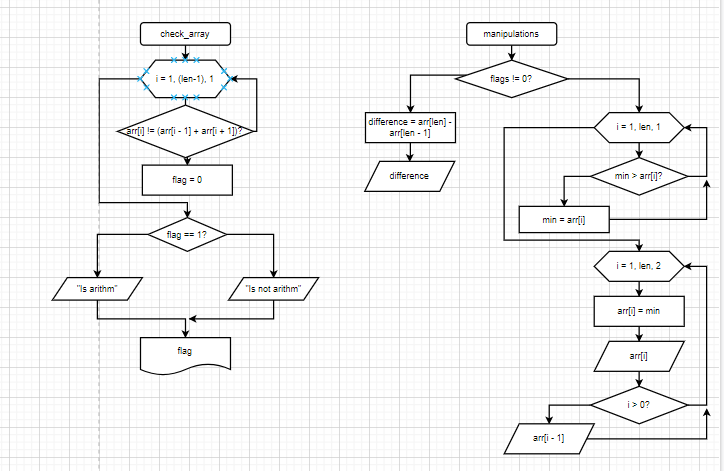 check_array
i = 1, (len-1), 1
arr[i] != (arr[i - 1] + arr[i + 1])?
flag = 0
flag == 1?
"Is arithm"
"Is not arithm"
flag
manipulations
flags != 0?
difference = arr[len] -
arr[len - 1]
difference
i = 1, len, 1
min > arr[i]?
min = arr[i]
i = 1, len, 2
arr[i] = min
arr[i]
i > 0?
arr[i - 1]